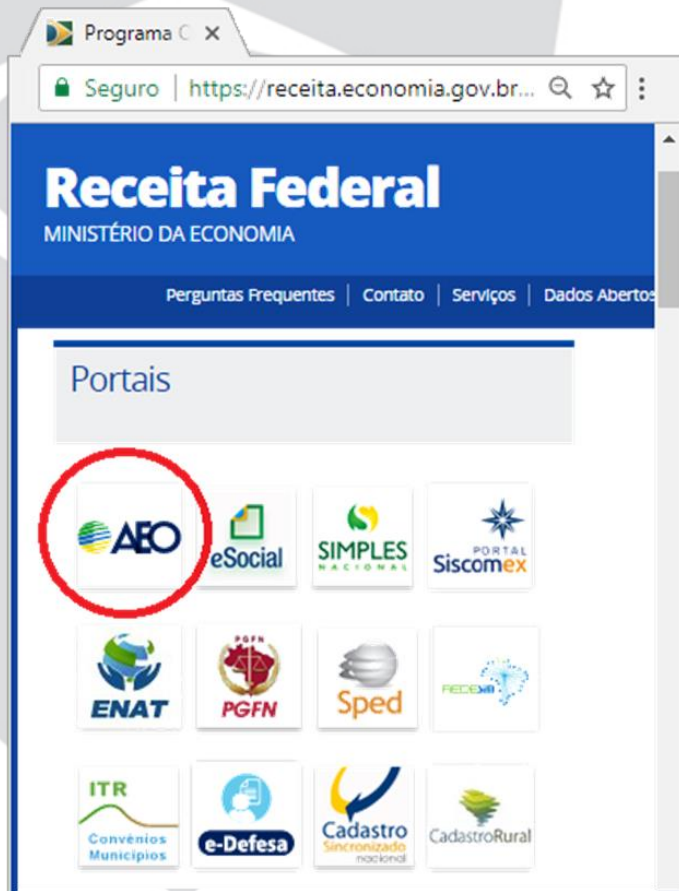 Programa C
Seguro | https://receita.economia.gov.br...
Receita Federal
MINISTÉRIO DA ECONOMIA
Perguntas Frequentes | Contato | Serviços | Dados Abertos
Portais
AEO
eSocial
SIMPLES
NACIONAL
PORTAL
Siscomex
ENAT
PGFN
PGFN
Sped
REDESIM
ITR
Convênios
Municípios
e-Defesa
Cadastro
Sincronizado
nacional
CadastroRural